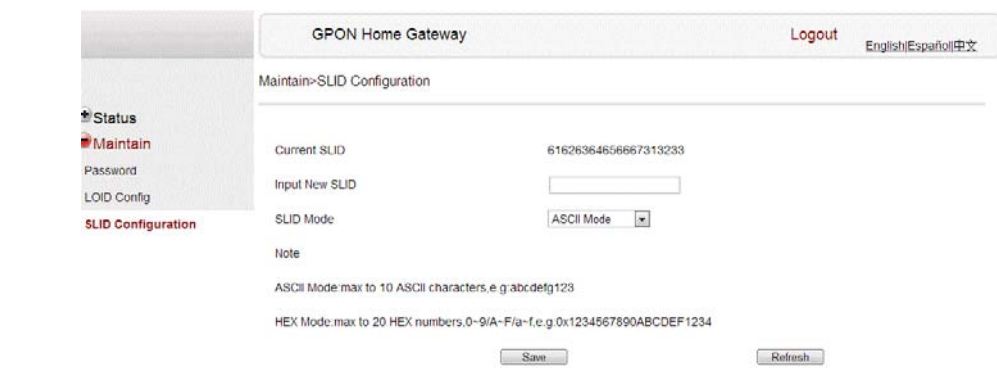 GPON Home Gateway
Logout
English|Español|中文
Maintain>SLID Configuration
Status
Maintain
Password
LOID Config
SLID Configuration
Current SLID 61626364656667313233
Input New SLID
SLID Mode ASCII Mode
Note
ASCII Mode:max to 10 ASCII characters,e.g:abcdefg123
HEX Mode:max to 20 HEX numbers,0~9/A~F/a~f,e.g:0x1234567890ABCDEF1234
Save Refresh